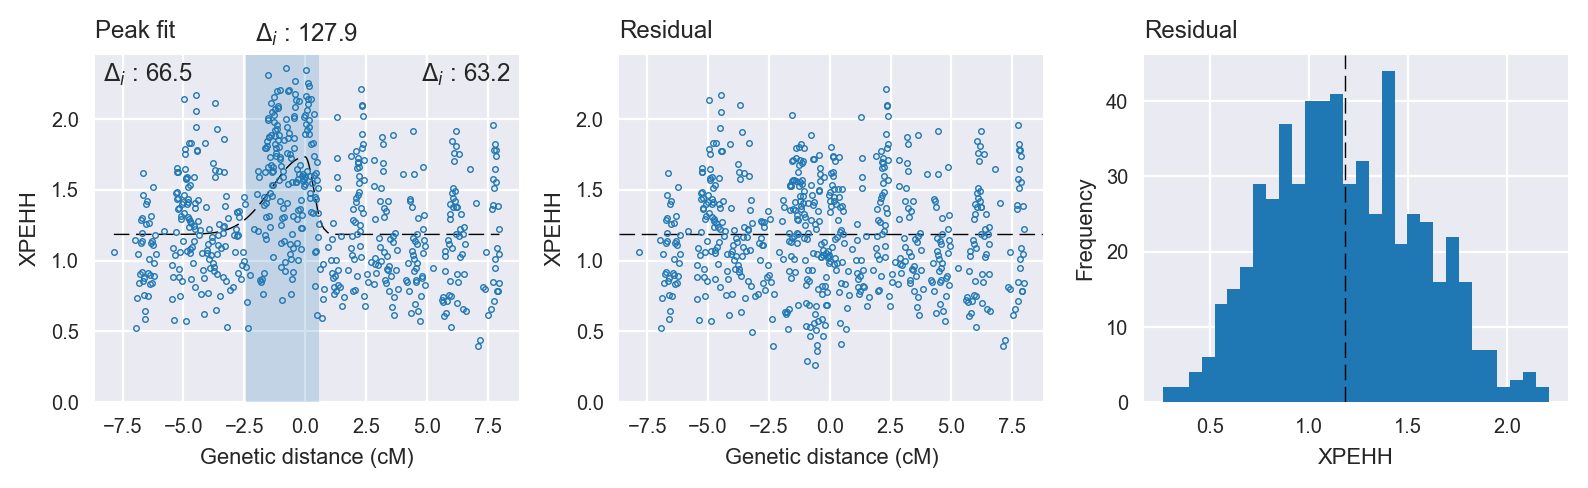 Peak fit
Δi : 127.9
Δi : 66.5
Δi : 63.2
XPEHH
2.0
1.5
1.0
0.5
0.0
−7.5 −5.0 −2.5 0.0 2.5 5.0 7.5
Genetic distance (cM)
Residual
XPEHH
2.0
1.5
1.0
0.5
0.0
−7.5 −5.0 −2.5 0.0 2.5 5.0 7.5
Genetic distance (cM)
Residual
Frequency
40
30
20
10
0
0.5 1.0 1.5 2.0
XPEHH